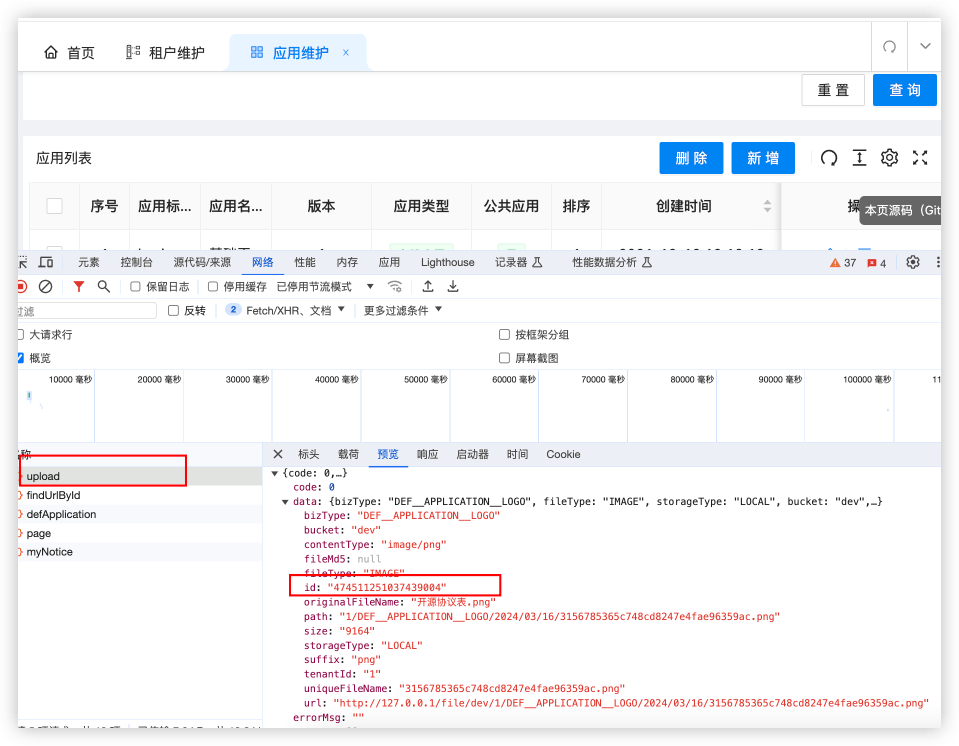 首页 租户维护 应用维护 ×
重 置 查 询
应用列表 删 除 新 增
序号 应用标... 应用名... 版本 应用类型 公共应用 排序 创建时间
本页源码（Git
元素 控制台 源代码/来源 网络 性能 内存 应用 Lighthouse 记录器 性能数据分析 37 4
保留日志 停用缓存 已停用节流模式
过滤 反转 2 Fetch/XHR、文档 更多过滤条件
大请求行 按框架分组
概览 屏幕截图
10000 毫秒 20000 毫秒 30000 毫秒 40000 毫秒 50000 毫秒 60000 毫秒 70000 毫秒 80000 毫秒 90000 毫秒 100000 毫秒 11
名称 标头 载荷 预览 响应 启动器 时间 Cookie
upload
findUrlById
defApplication
page
myNotice
{code: 0,…}
code: 0
data: {bizType: "DEF__APPLICATION__LOGO", fileType: "IMAGE", storageType: "LOCAL", bucket: "dev",…}
bizType: "DEF__APPLICATION__LOGO"
bucket: "dev"
contentType: "image/png"
fileMd5: null
fileType: "IMAGE"
id: "474511251037439004"
originalFileName: "开源协议表.png"
path: "1/DEF__APPLICATION__LOGO/2024/03/16/3156785365c748cd8247e4fae96359ac.png"
size: "9164"
storageType: "LOCAL"
suffix: "png"
tenantId: "1"
uniqueFileName: "3156785365c748cd8247e4fae96359ac.png"
url: "http://127.0.0.1/file/dev/1/DEF__APPLICATION__LOGO/2024/03/16/3156785365c748cd8247e4fae96359ac.png"
errorMsg: ""